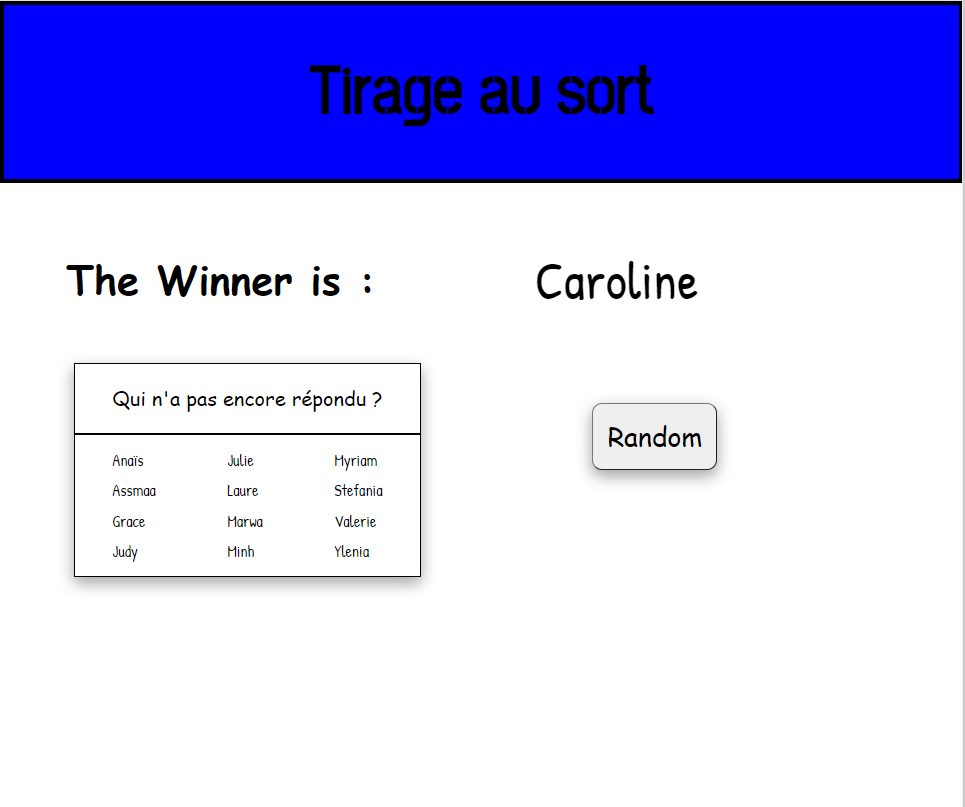 Tirage au sort
The Winner is : Caroline
Qui n'a pas encore répondu ?
Random
Anaïs Julie Myriam
Assmaa Laure Stefania
Grace Marwa Valerie
Judy Minh Ylenia